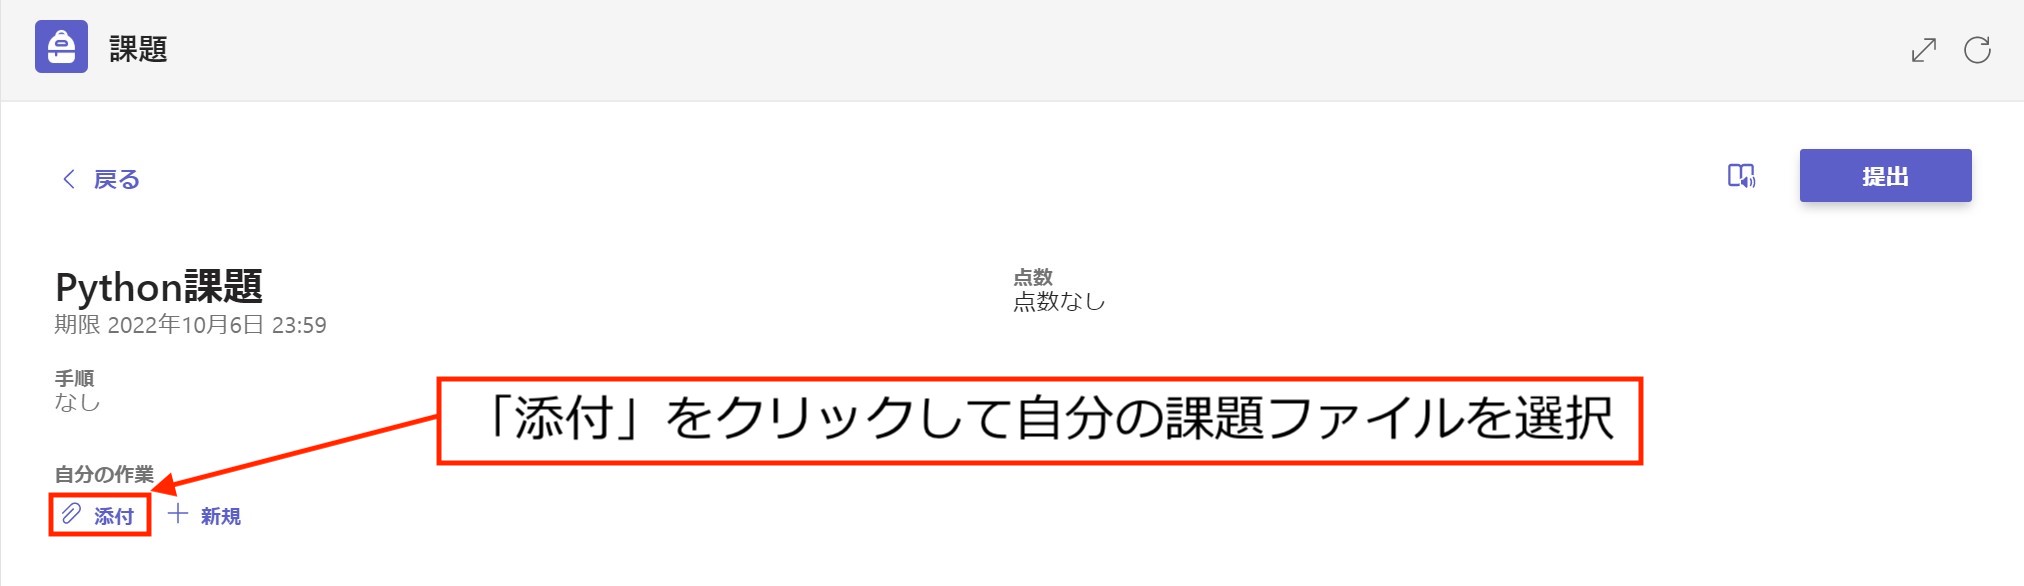 課題
戻る
提出
Python課題
期限 2022年10月6日 23:59
点数
点数なし
手順
なし
「添付」をクリックして自分の課題ファイルを選択
自分の作業
添付
新規